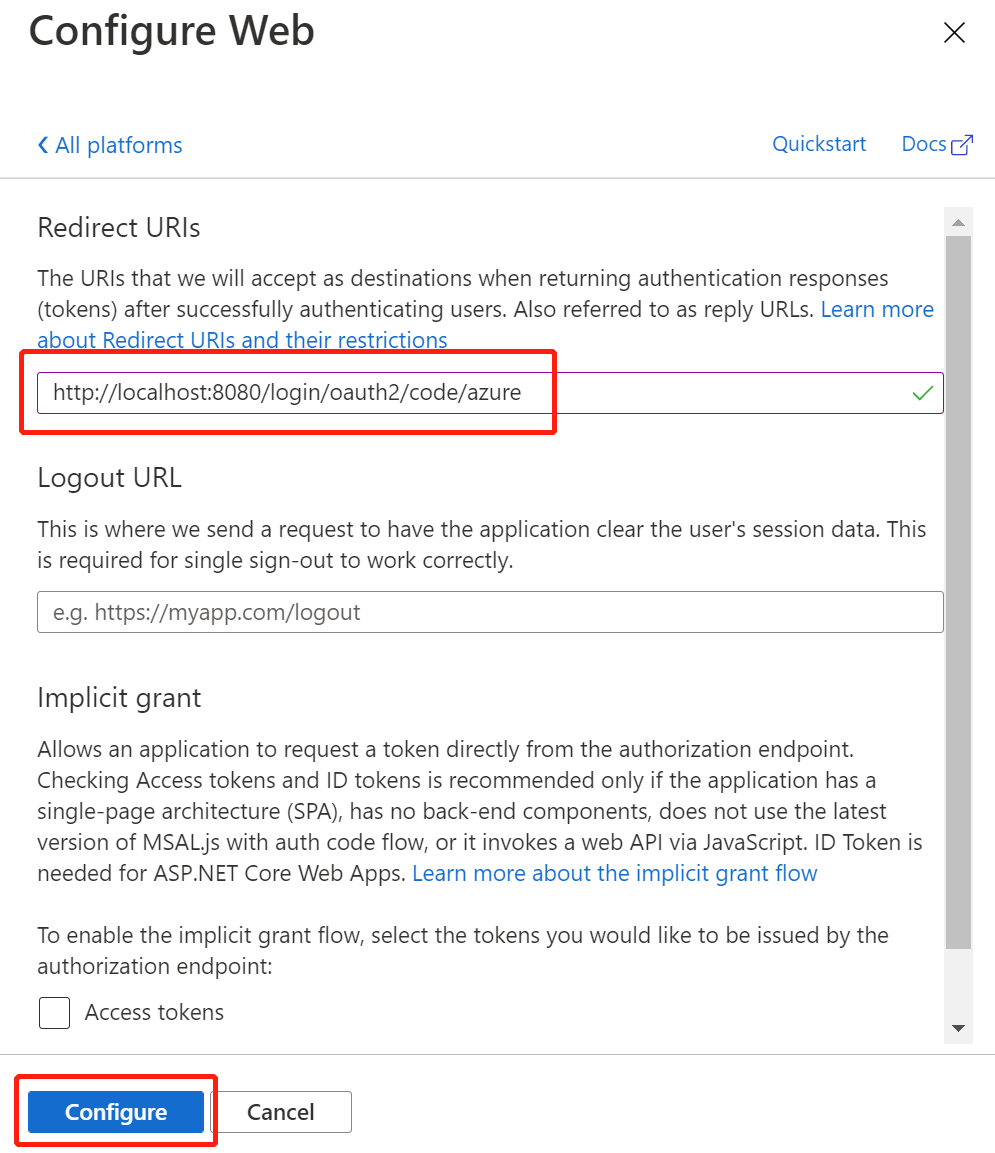 Configure Web
All platforms
Quickstart
Docs
Redirect URIs
The URIs that we will accept as destinations when returning authentication responses
(tokens) after successfully authenticating users. Also referred to as reply URLs. Learn more
about Redirect URIs and their restrictions
http://localhost:8080/login/oauth2/code/azure
Logout URL
This is where we send a request to have the application clear the user's session data. This
is required for single sign-out to work correctly.
e.g. https://myapp.com/logout
Implicit grant
Allows an application to request a token directly from the authorization endpoint.
Checking Access tokens and ID tokens is recommended only if the application has a
single-page architecture (SPA), has no back-end components, does not use the latest
version of MSAL.js with auth code flow, or it invokes a web API via JavaScript. ID Token is
needed for ASP.NET Core Web Apps. Learn more about the implicit grant flow
To enable the implicit grant flow, select the tokens you would like to be issued by the
authorization endpoint:
Access tokens
Configure
Cancel